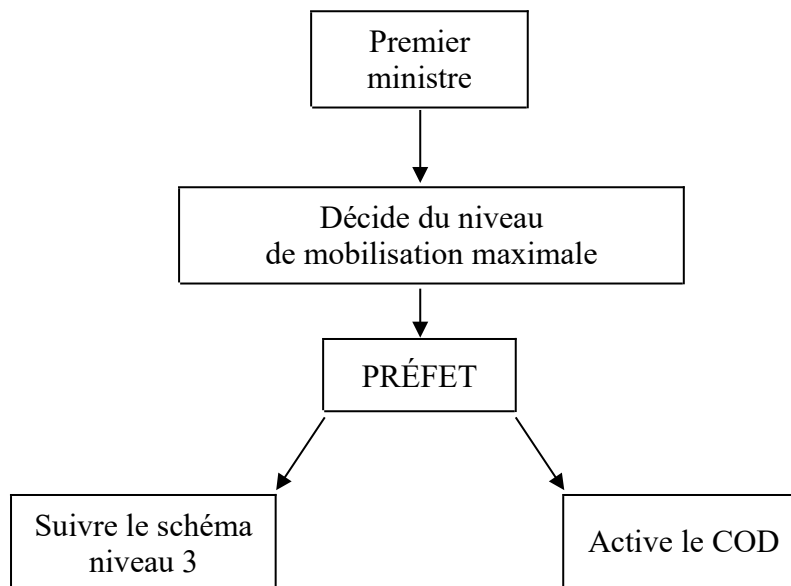 Premier
ministre
Décide du niveau
de mobilisation maximale
PRÉFET
Suivre le schéma
niveau 3
Active le COD